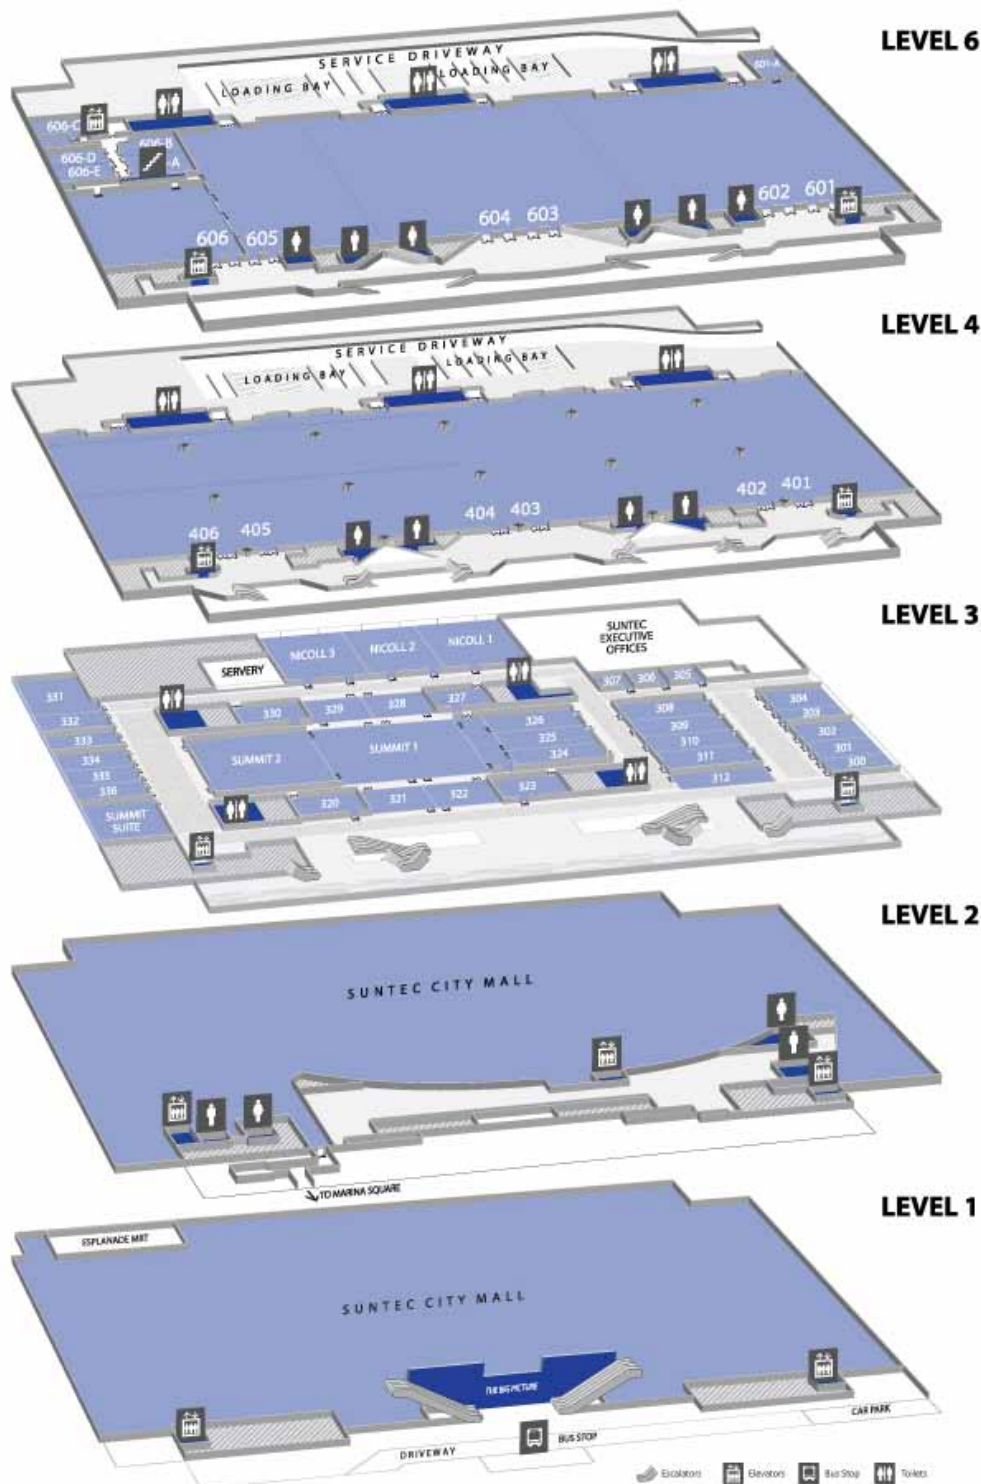 LEVEL 6
SERVICE DRIVEWAY
LOADING BAY
LOADING BAY
601-A
606-C
606-B
606-D
-A
606-E
606
605
604
603
602
601
LEVEL 4
SERVICE DRIVEWAY
LOADING BAY
LOADING BAY
406
405
404
403
402
401
LEVEL 3
NICOLL 3
NICOLL 2
NICOLL 1
SUNTEC
EXECUTIVE
OFFICES
SERVERY
307
306
305
331
332
333
334
335
336
SUMMIT
SUITE
330
329
328
327
326
325
324
SUMMIT 2
SUMMIT 1
320
321
322
323
308
309
310
311
312
304
303
302
301
300
LEVEL 2
SUNTEC CITY MALL
TO MARINA SQUARE
LEVEL 1
ESPLANADE MRT
SUNTEC CITY MALL
THE BIG PICTURE
CAR PARK
BUS STOP
DRIVEWAY
Escalators
Elevators
Bus Stop
Toilets